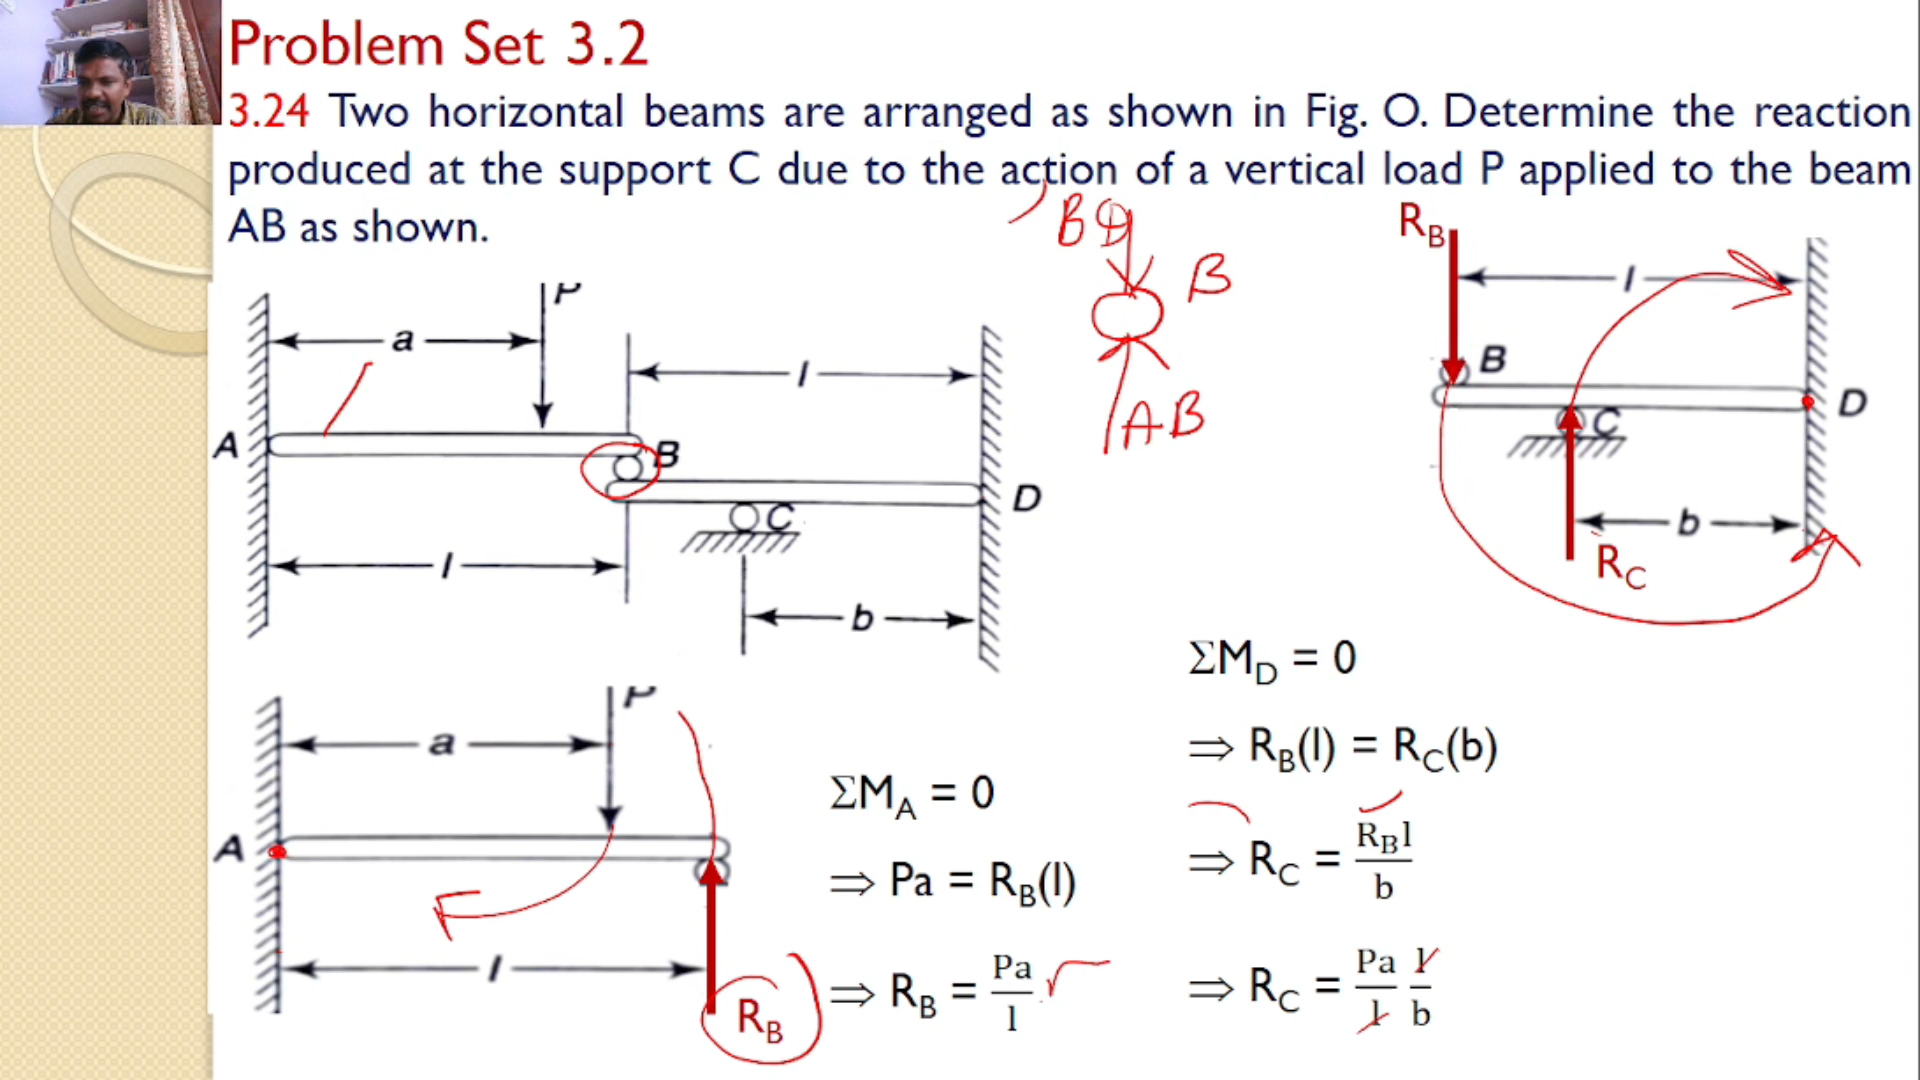 Problem Set 3.2
3.24 Two horizontal beams are arranged as shown in Fig. O. Determine the reaction
produced at the support C due to the action of a vertical load P applied to the beam
AB as shown.
BD
B
AB
P
a
l
A
B
D
C
l
b
R_B
l
B
D
C
b
R_C
P
a
A
l
R_B
ΣM_A = 0
⇒ Pa = R_B(l)
⇒ R_B = Pa/l
ΣM_D = 0
⇒ R_B(l) = R_C(b)
⇒ R_C = R_Bl/b
⇒ R_C = Pa/l l/b